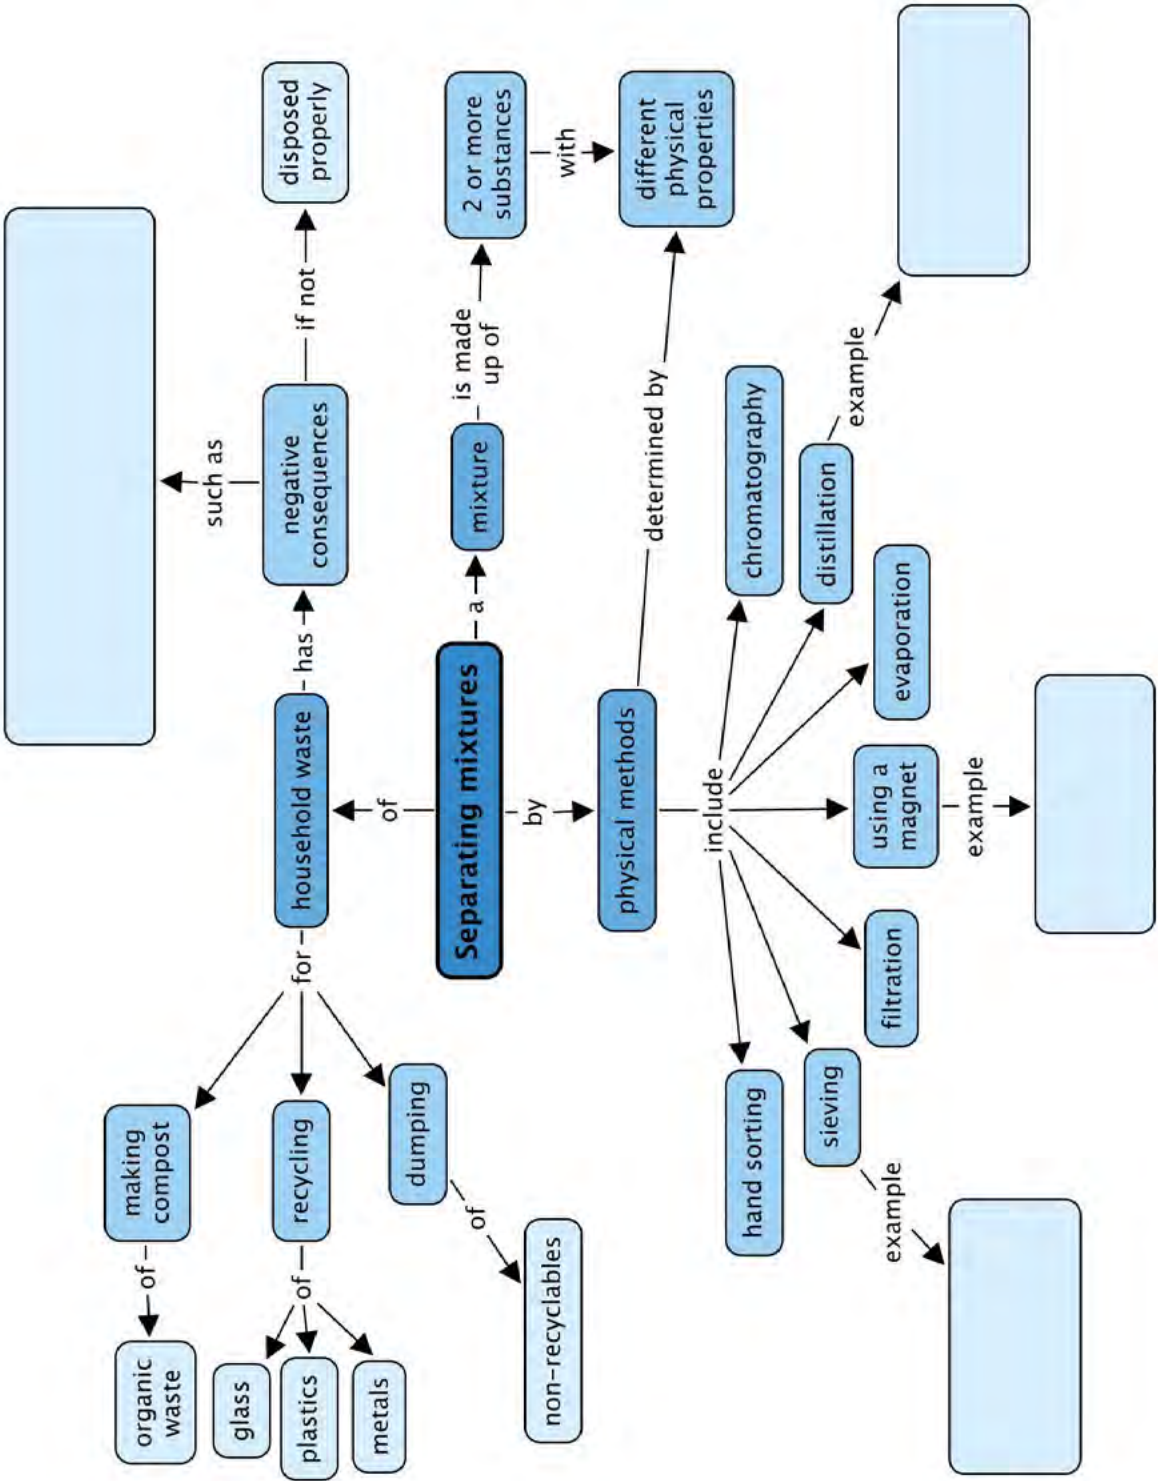 organic
waste
of
making
compost
glass
plastics
metals
of
recycling
non-recyclables
of
dumping
for
household waste
has
negative
consequences
such as
if not
disposed
properly
of
Separating mixtures
a
mixture
is made
up of
2 or more
substances
with
different
physical
properties
by
physical methods
determined by
include
hand sorting
sieving
example
filtration
using a
magnet
example
evaporation
distillation
example
chromatography